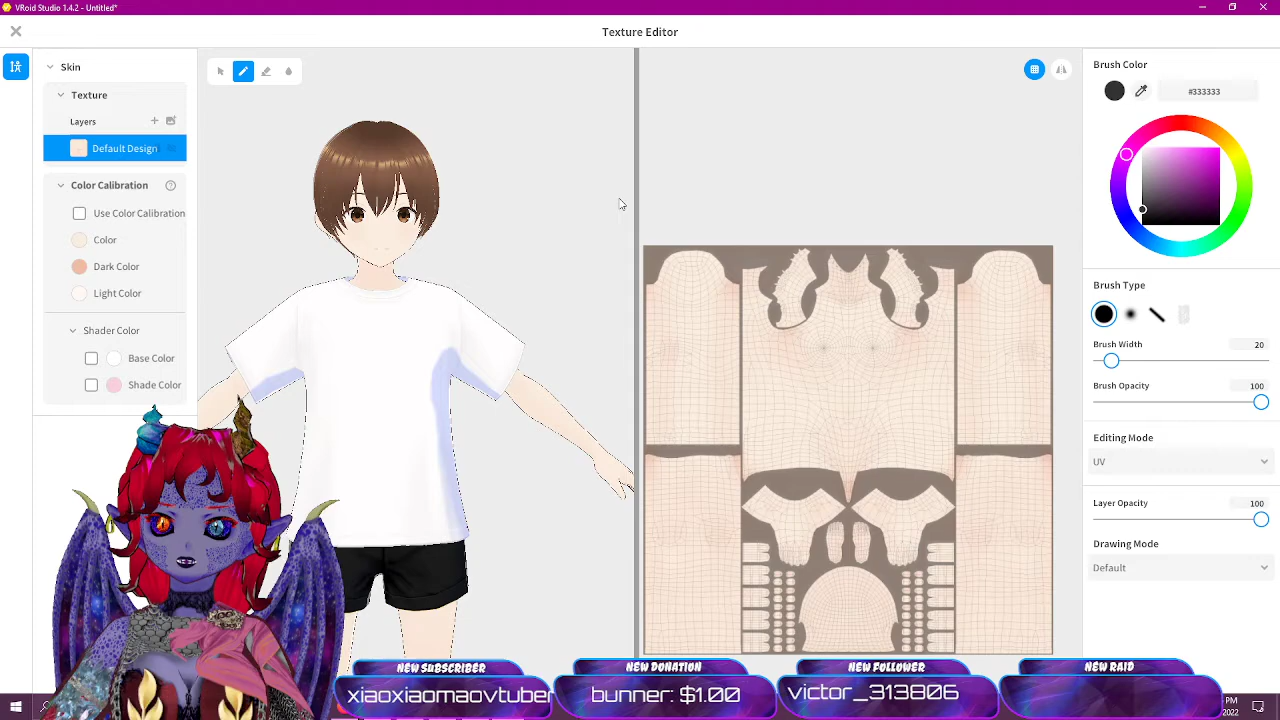 VRoid Studio 1.4.2 - Untitled*
Texture Editor
Skin
Texture
Layers
Default Design
Color Calibration
Use Color Calibration
Color
Dark Color
Light Color
Shader Color
Base Color
Shade Color
Brush Color
#333333
Brush Type
Brush Width
20
Brush Opacity
100
Editing Mode
UV
Layer Opacity
100
Drawing Mode
Default
NEW SUBSCRIBER
xiaoxiaomaovtuber
NEW DONATION
bunner: $1.00
NEW FOLLOWER
victor_313806
NEW RAID
PM